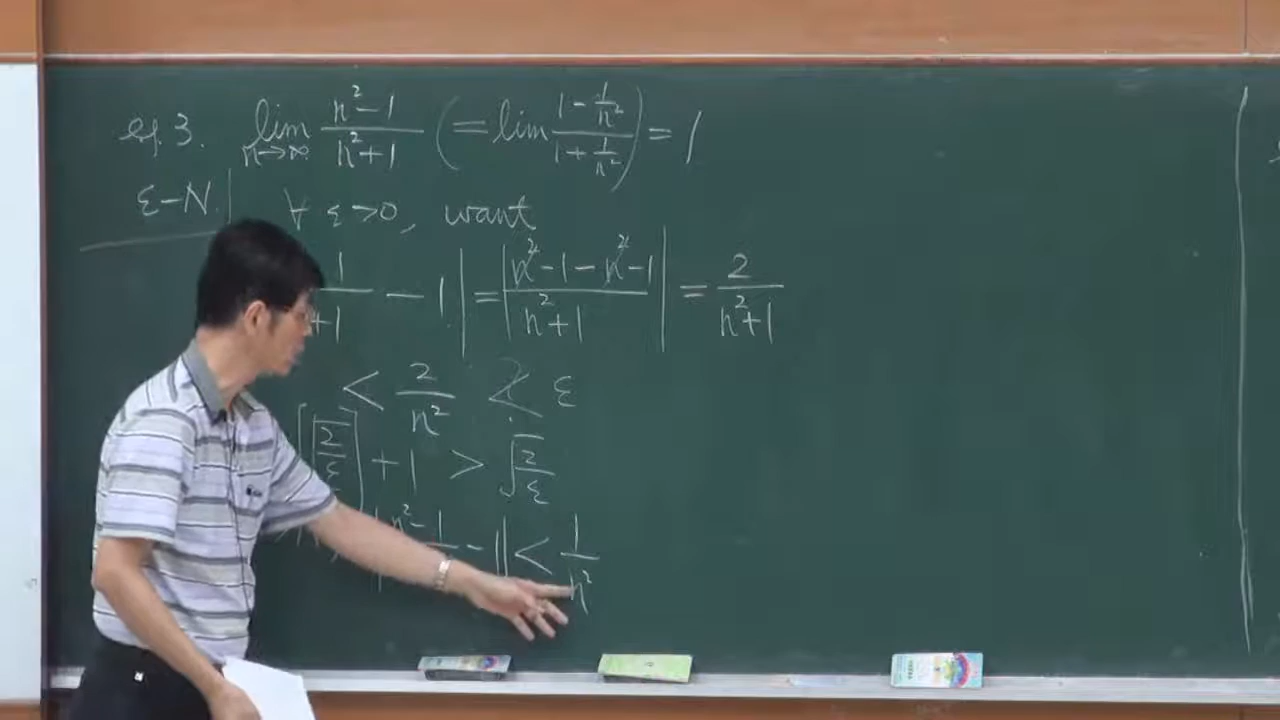 eg. 3. lim n→∞ (n²-1)/(n²+1) (= lim (1 - 1/n²)/(1 + 1/n²)) = 1
ε-N. ∀ ε>0, want
1/+1 - 1| = |(n²-1-n²-1)/(n²+1)| = 2/(n²+1)
< 2/n² < ε
[√(2/ε)] + 1 > √(2/ε)
|n²-1 - 1| < 1/n²